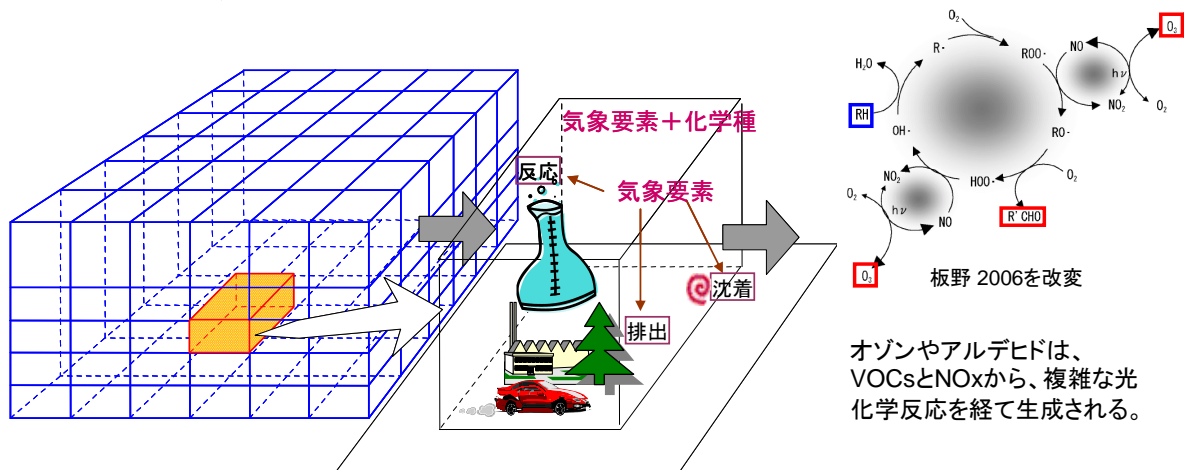 気象要素+化学種
反応
気象要素
沈着
排出
O₂
O₃
R・
ROO・
NO
H₂O
hν
NO₂
O₂
RH
OH・
RO・
NO₂
HOO・
O₂
O₂
hν
NO
R'CHO
O₃
板野 2006を改変
オゾンやアルデヒドは、
VOCsとNOxから、複雑な光
化学反応を経て生成される。